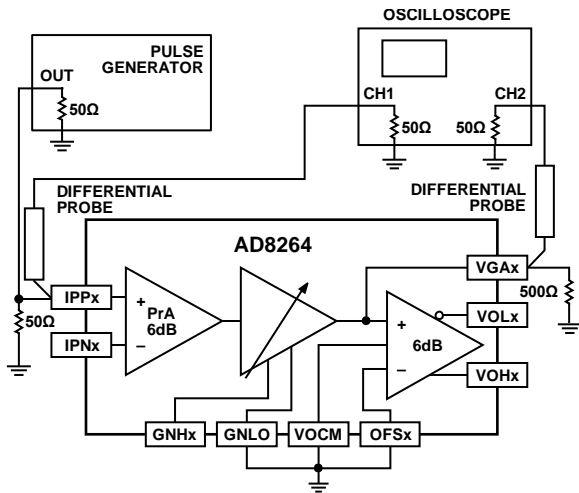 OSCILLOSCOPE
PULSE
GENERATOR
OUT
50Ω
CH1
CH2
50Ω
50Ω
DIFFERENTIAL
PROBE
DIFFERENTIAL
PROBE
AD8264
IPPx
PrA
6dB
+
−
IPNx
50Ω
+
6dB
−
VGAx
500Ω
VOLx
VOHx
GNHx
GNLO
VOCM
OFSx